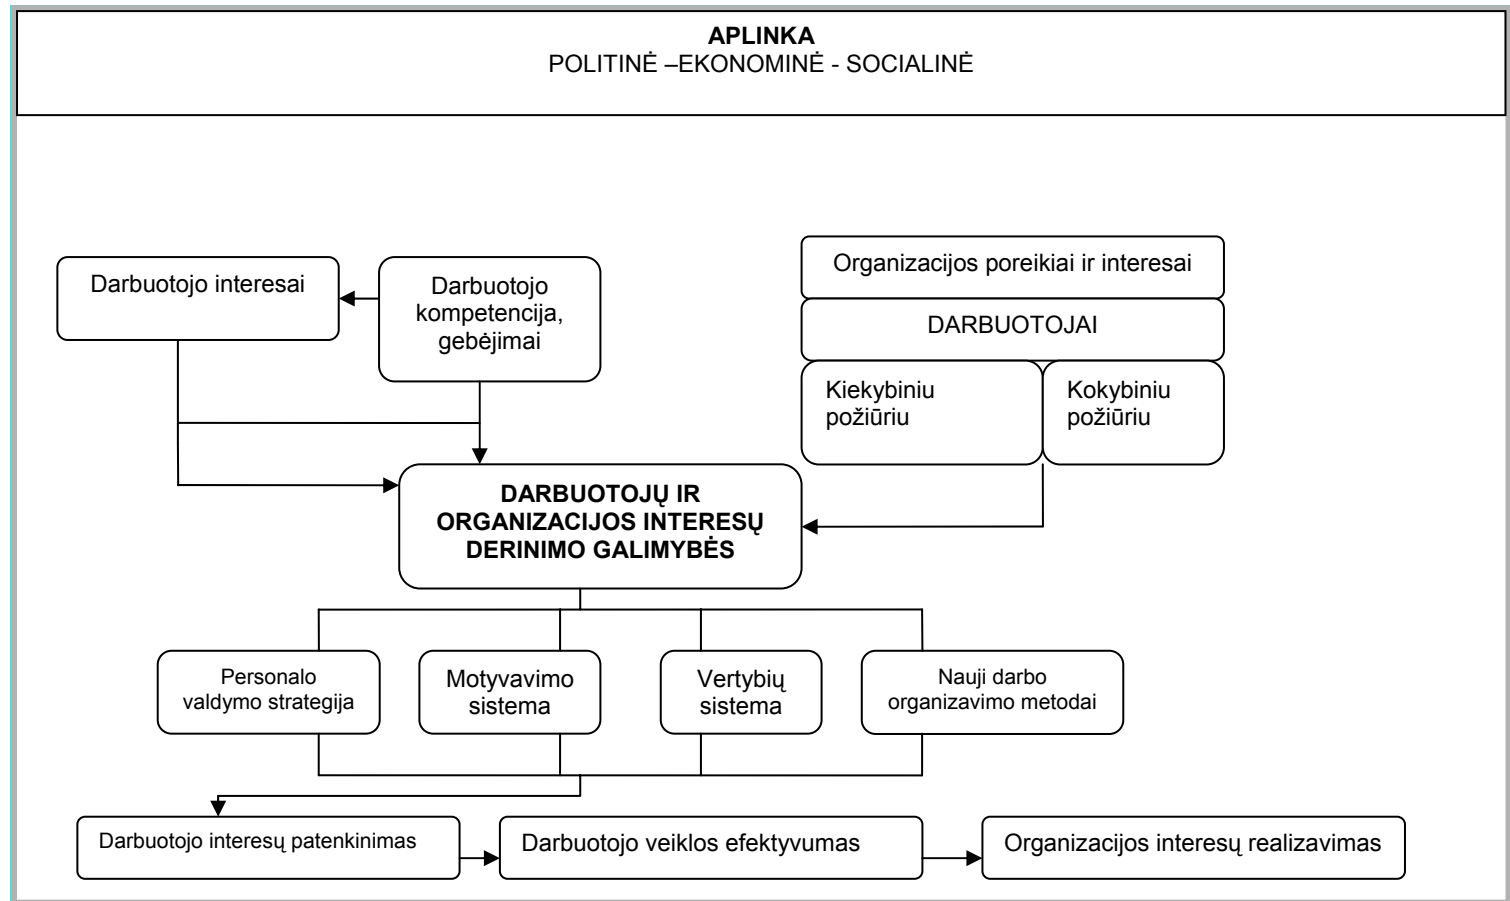 APLINKA
POLITINĖ –EKONOMINĖ - SOCIALINĖ
Darbuotojo interesai
Darbuotojo
kompetencija,
gebėjimai
Organizacijos poreikiai ir interesai
DARBUOTOJAI
Kiekybiniu
požiūriu
Kokybiniu
požiūriu
DARBUOTOJŲ IR
ORGANIZACIJOS INTERESŲ
DERINIMO GALIMYBĖS
Personalo
valdymo strategija
Motyvavimo
sistema
Vertybių
sistema
Nauji darbo
organizavimo metodai
Darbuotojo interesų patenkinimas
Darbuotojo veiklos efektyvumas
Organizacijos interesų realizavimas